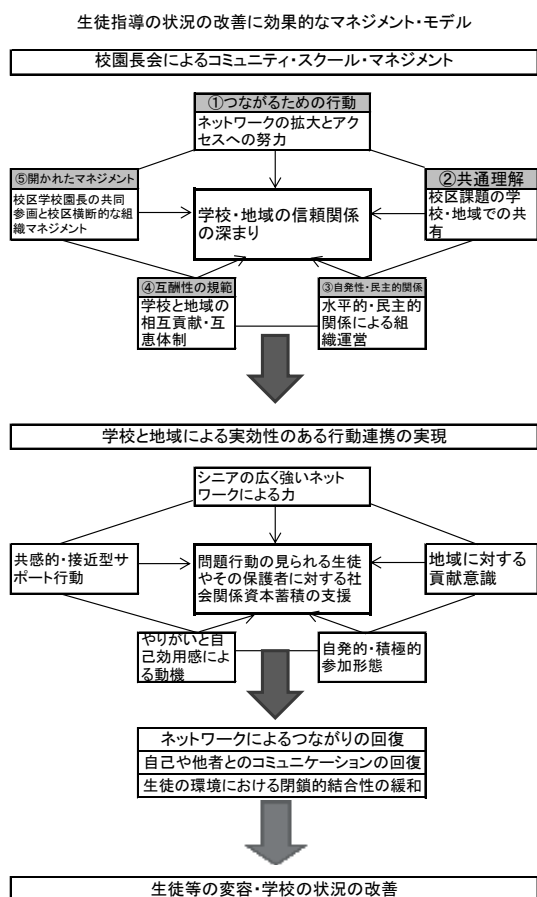 生徒指導の状況の改善に効果的なマネジメント・モデル
校園長会によるコミュニティ・スクール・マネジメント
①つながるための行動
ネットワークの拡大とアク
セスへの努力
⑤開かれたマネジメント
校区学校園長の共同
参画と校区横断的な組
織マネジメント
学校・地域の信頼関係
の深まり
②共通理解
校区課題の学
校・地域での共
有
④互酬性の規範
学校と地域の
相互貢献・互
恵体制
③自発性・民主的関係
水平的・民主的
関係による組
織運営
学校と地域による実効性のある行動連携の実現
シニアの広く強いネット
ワークによる力
共感的・接近型サ
ポート行動
問題行動の見られる生徒
やその保護者に対する社
会関係資本蓄積の支援
地域に対する
貢献意識
やりがいと自
己効用感によ
る動機
自発的・積極的
参加形態
ネットワークによるつながりの回復
自己や他者とのコミュニケーションの回復
生徒の環境における閉鎖的結合性の緩和
生徒等の変容・学校の状況の改善